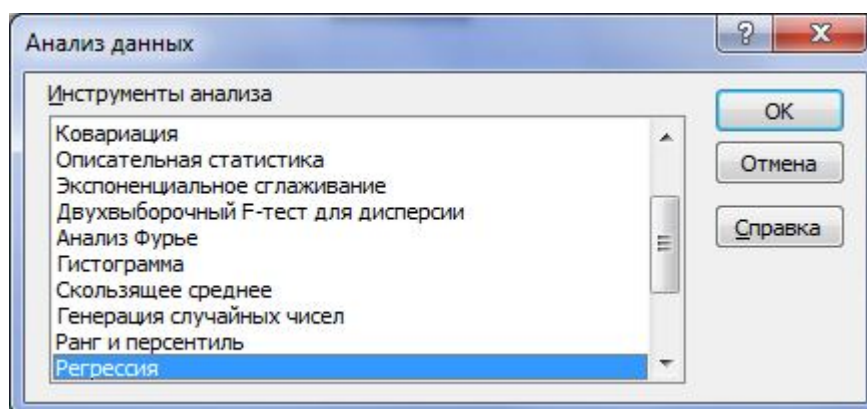 Анализ данных
Инструменты анализа
Ковариация
Описательная статистика
Экспоненциальное сглаживание
Двухвыборочный F-тест для дисперсии
Анализ Фурье
Гистограмма
Скользящее среднее
Генерация случайных чисел
Ранг и персентиль
Регрессия
ОК
Отмена
Справка